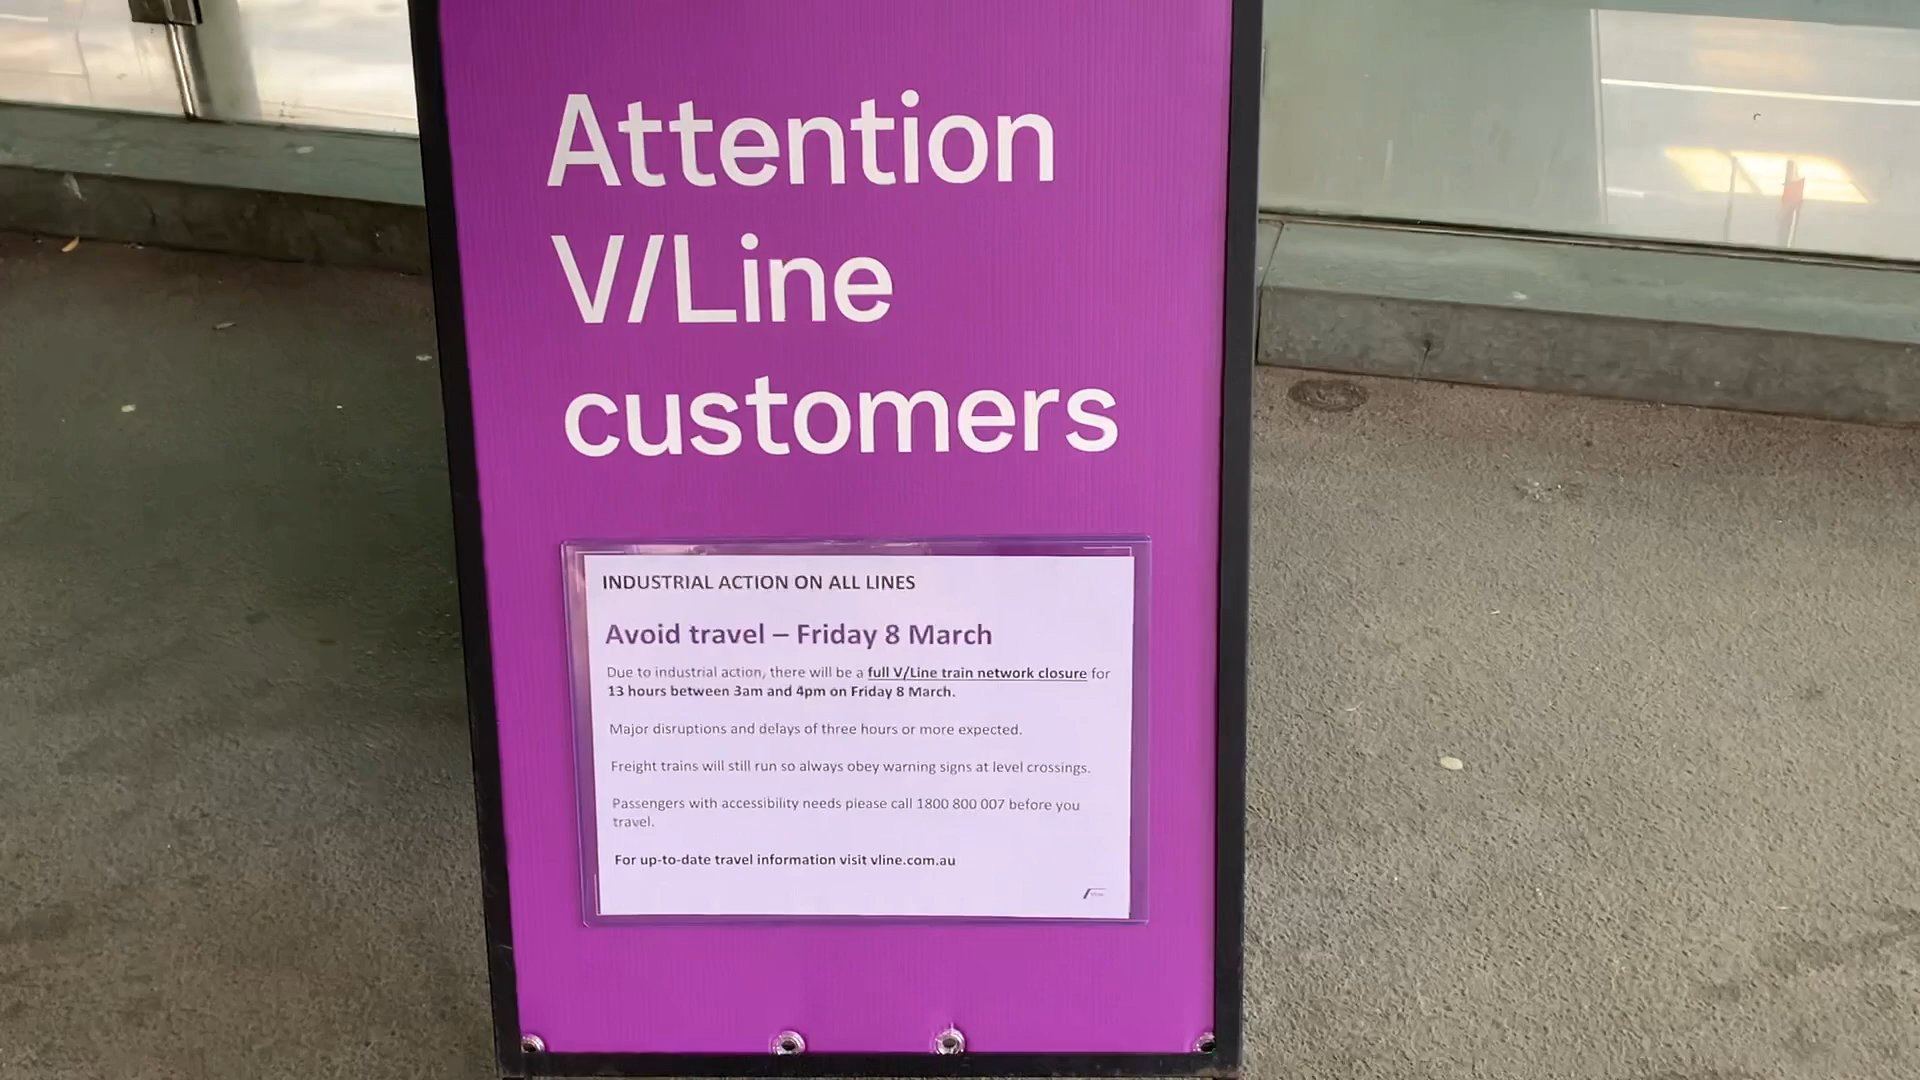 Attention
V/Line
customers
INDUSTRIAL ACTION ON ALL LINES
Avoid travel – Friday 8 March
Due to industrial action, there will be a full V/Line train network closure for
13 hours between 3am and 4pm on Friday 8 March.
Major disruptions and delays of three hours or more expected.
Freight trains will still run so always obey warning signs at level crossings.
Passengers with accessibility needs please call 1800 800 007 before you
travel.
For up-to-date travel information visit vline.com.au